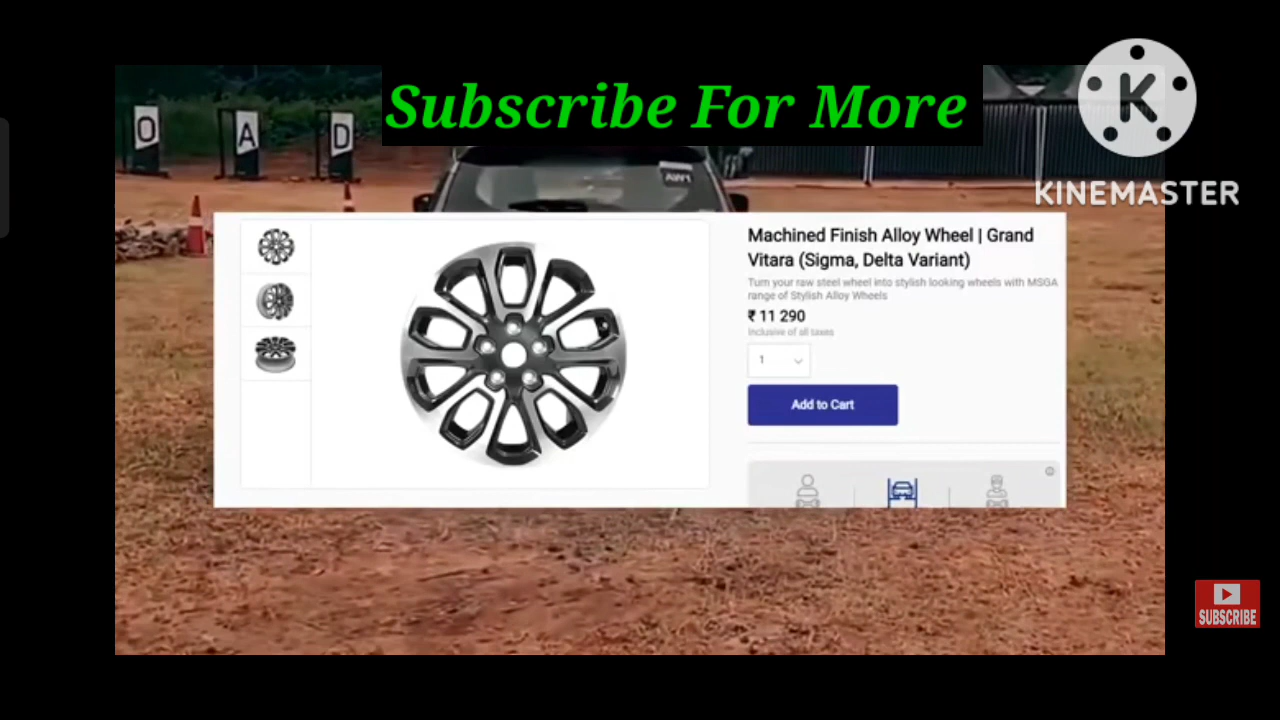 Subscribe For More
K
KINEMASTER
O
A
D
AWD
Machined Finish Alloy Wheel | Grand
Vitara (Sigma, Delta Variant)
Turn your raw steel wheel into stylish looking wheels with MSGA
range of Stylish Alloy Wheels
₹ 11 290
Inclusive of all taxes
1
Add to Cart
SUBSCRIBE